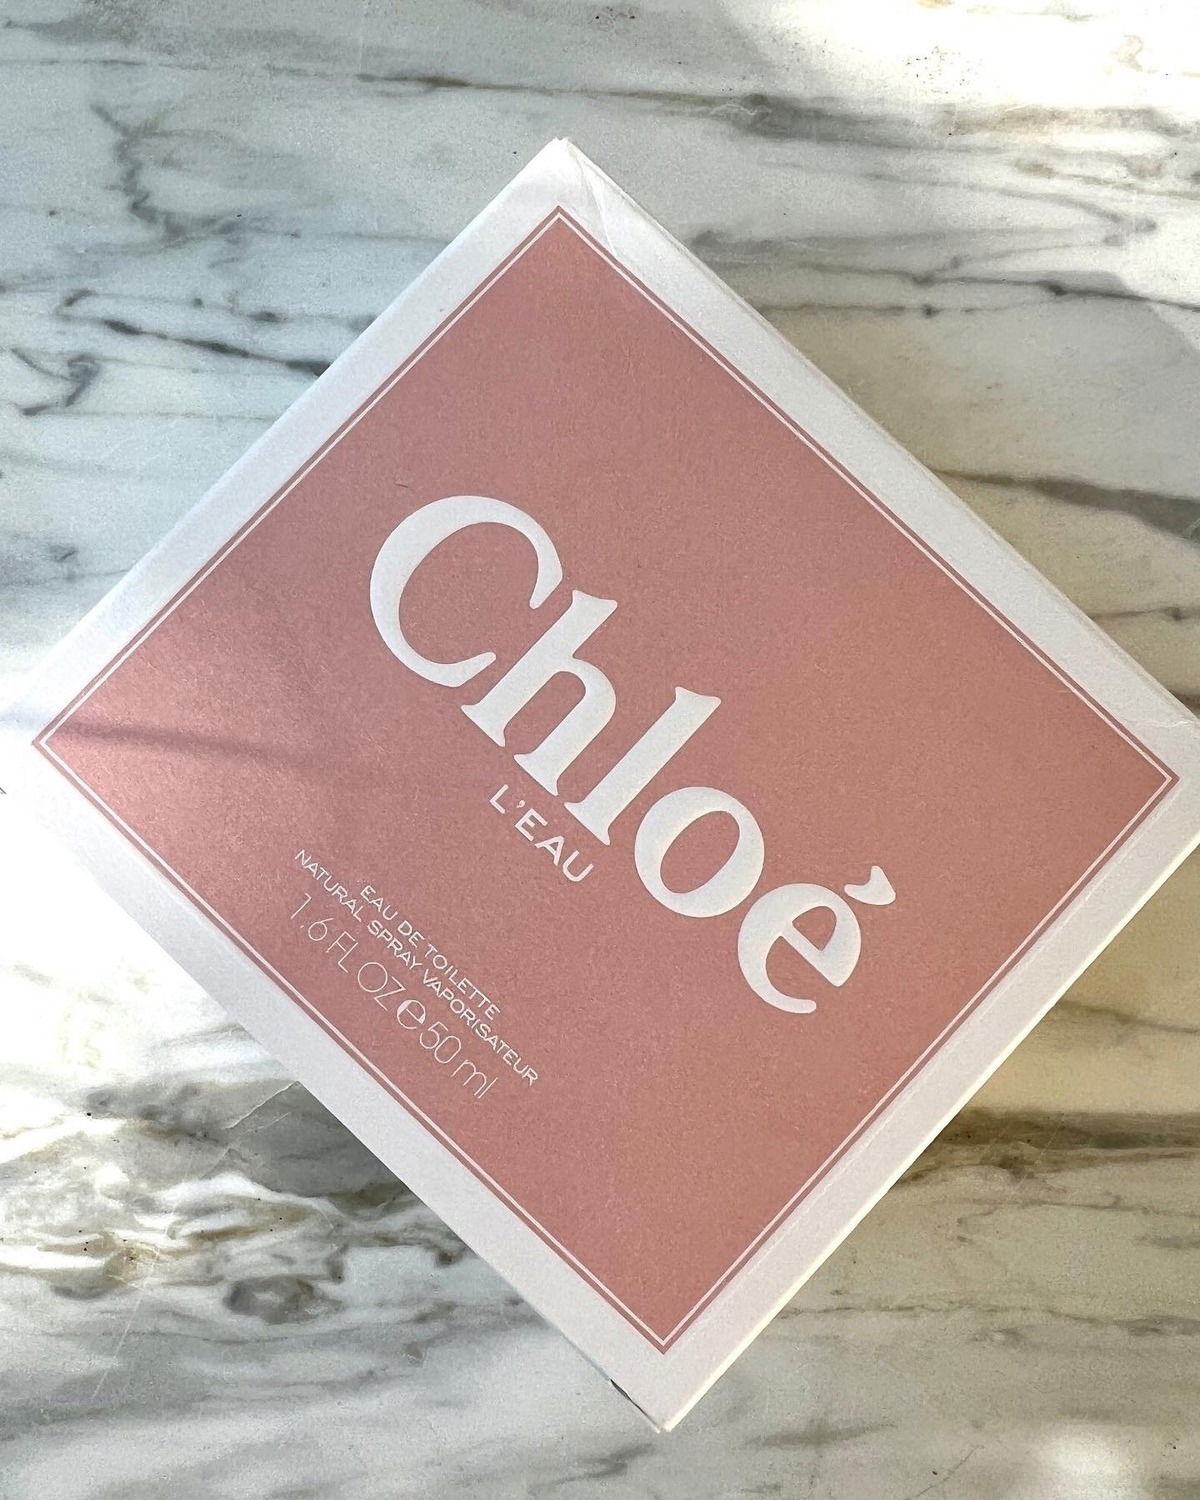 Chloé
L'EAU
EAU DE TOILETTE
NATURAL SPRAY VAPORISATEUR
1.6 FL OZ e 50 ml